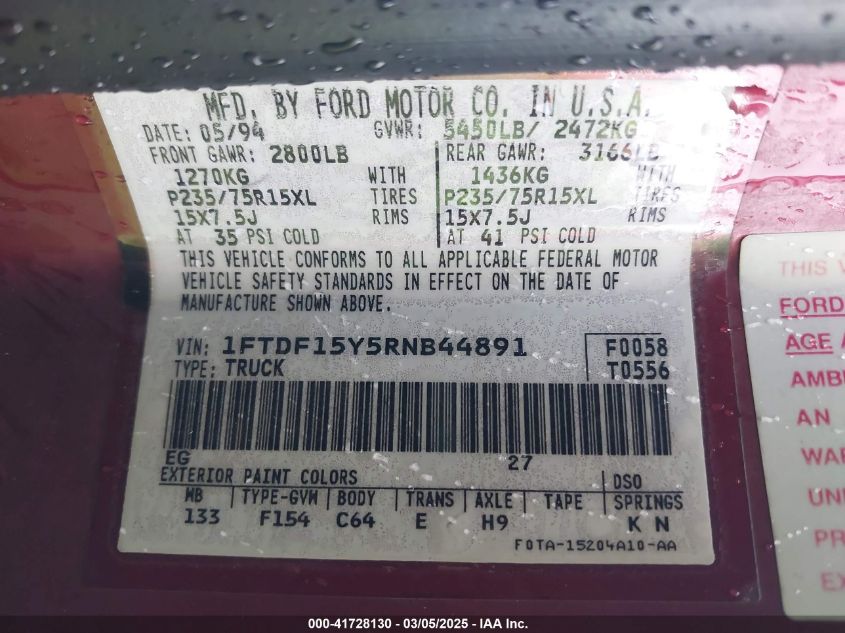 MFD. BY FORD MOTOR CO. IN U.S.A.
DATE: 05/94 GVWR: 5450LB/ 2472KG
FRONT GAWR: 2800LB REAR GAWR: 3166LB
1270KG WITH 1436KG WITH
P235/75R15XL TIRES P235/75R15XL TIRES
15X7.5J RIMS 15X7.5J RIMS
AT 35 PSI COLD AT 41 PSI COLD
THIS VEHICLE CONFORMS TO ALL APPLICABLE FEDERAL MOTOR
VEHICLE SAFETY STANDARDS IN EFFECT ON THE DATE OF
MANUFACTURE SHOWN ABOVE.
VIN: 1FTDF15Y5RNB44891 F0058
TYPE: TRUCK T0556
EG 27
EXTERIOR PAINT COLORS DSO
WB TYPE-GVW BODY TRANS AXLE TAPE SPRINGS
133 F154 C64 E H9 K N
F0TA-15204A10-AA
THIS
FORD
AGE
AN
000-41728130 — 03/05/2025 — IAA Inc.